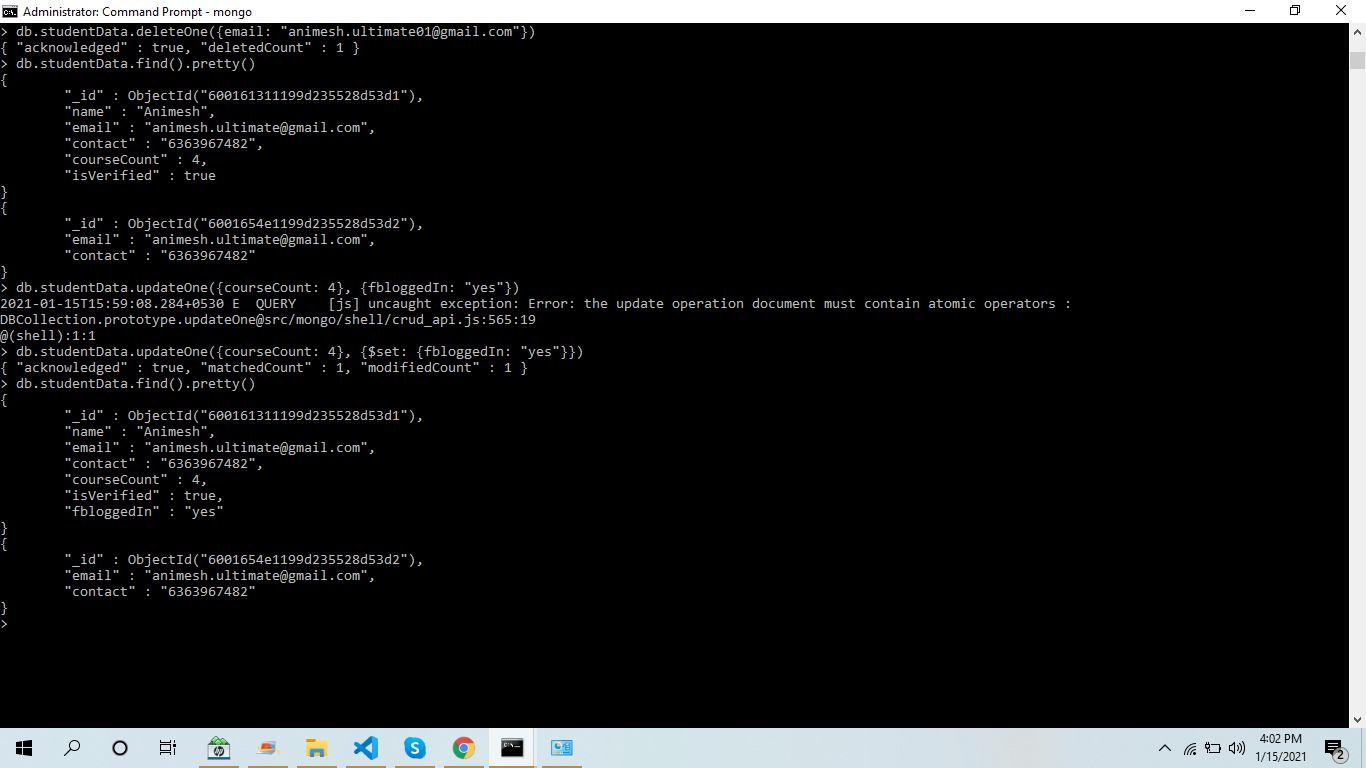 Administrator: Command Prompt - mongo
> db.studentData.deleteOne({email: "animesh.ultimate01@gmail.com"})
{ "acknowledged" : true, "deletedCount" : 1 }
> db.studentData.find().pretty()
{
        "_id" : ObjectId("600161311199d235528d53d1"),
        "name" : "Animesh",
        "email" : "animesh.ultimate@gmail.com",
        "contact" : "6363967482",
        "courseCount" : 4,
        "isVerified" : true
}
{
        "_id" : ObjectId("6001654e1199d235528d53d2"),
        "email" : "animesh.ultimate@gmail.com",
        "contact" : "6363967482"
}
> db.studentData.updateOne({courseCount: 4}, {fbloggedIn: "yes"})
2021-01-15T15:59:08.284+0530 E  QUERY    [js] uncaught exception: Error: the update operation document must contain atomic operators :
DBCollection.prototype.updateOne@src/mongo/shell/crud_api.js:565:19
@(shell):1:1
> db.studentData.updateOne({courseCount: 4}, {$set: {fbloggedIn: "yes"}})
{ "acknowledged" : true, "matchedCount" : 1, "modifiedCount" : 1 }
> db.studentData.find().pretty()
{
        "_id" : ObjectId("600161311199d235528d53d1"),
        "name" : "Animesh",
        "email" : "animesh.ultimate@gmail.com",
        "contact" : "6363967482",
        "courseCount" : 4,
        "isVerified" : true,
        "fbloggedIn" : "yes"
}
{
        "_id" : ObjectId("6001654e1199d235528d53d2"),
        "email" : "animesh.ultimate@gmail.com",
        "contact" : "6363967482"
}
>
4:02 PM
1/15/2021
2